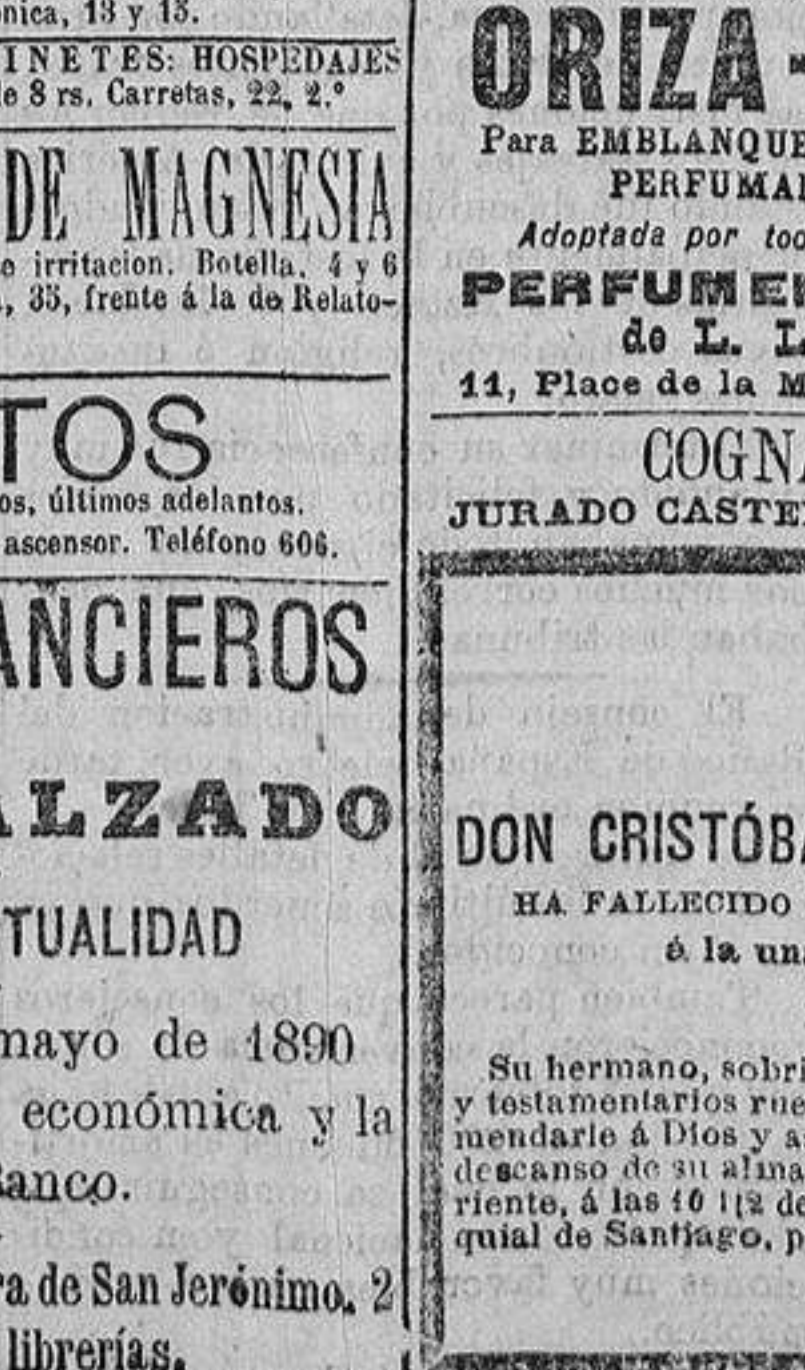 ónica, 13 y 15.
INETES: HOSPEDAJES
de 8 rs. Carretas, 22, 2.º
DE MAGNESIA
e irritacion. Botella, 4 y 6
, 35, frente á la de Relato-
TOS
os, últimos adelantos.
ascensor. Teléfono 606.
ANCIEROS
ALZADO
TUALIDAD
mayo de 1890
económica y la
Banco.
ra de San Jerónimo, 2
librerías.
ORIZA-
Para EMBLANQUE
PERFUMA
Adoptada por too
PERFUME
de L. L
11, Place de la M
COGNA
JURADO CASTE
DON CRISTÓBA
HA FALLECIDO
á la una
Su hermano, sobri
y testamentarios rue
mendarle á Dios y a
descanso de su alma
riente, á las 10 1|2 de
quial de Santiago, p